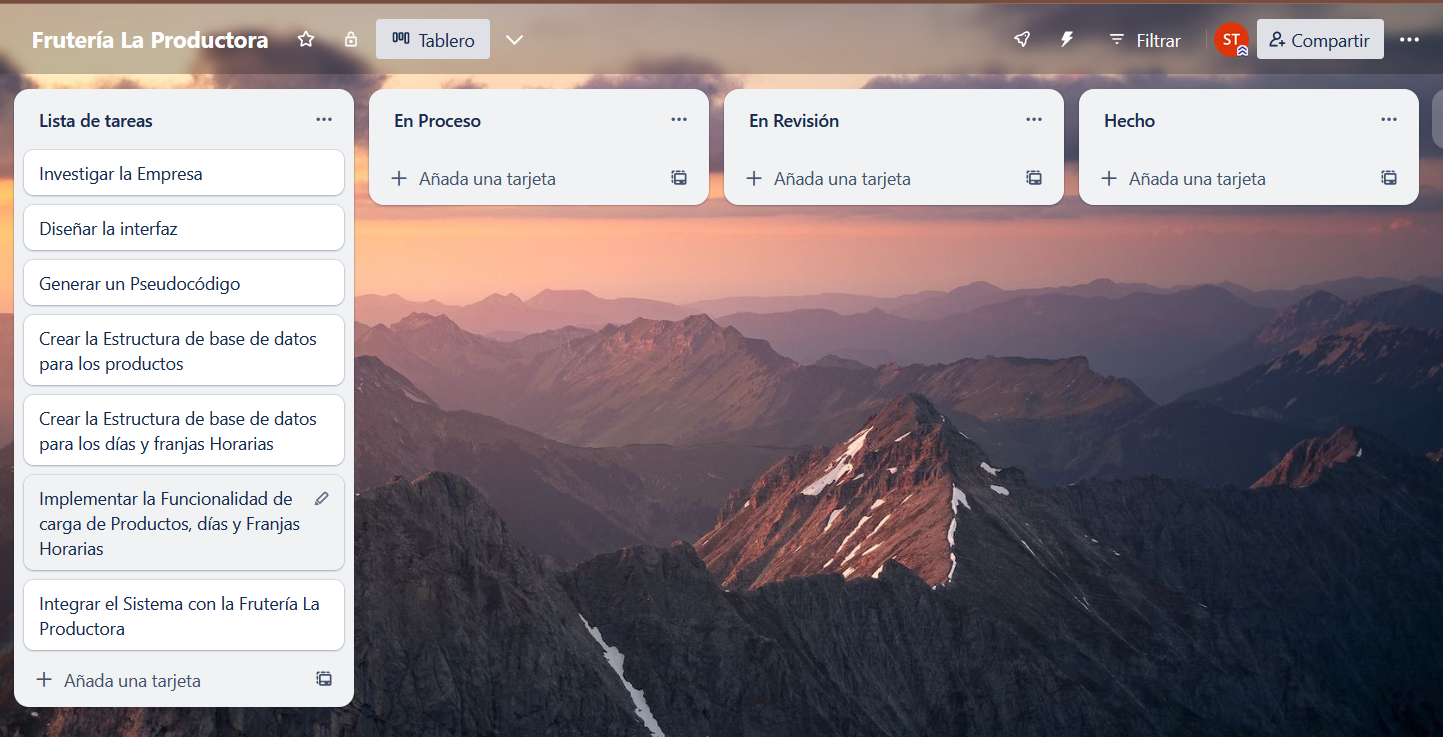 Frutería La Productora
Tablero
Filtrar
ST
Compartir
Lista de tareas
Investigar la Empresa
Diseñar la interfaz
Generar un Pseudocódigo
Crear la Estructura de base de datos
para los productos
Crear la Estructura de base de datos
para los días y franjas Horarias
Implementar la Funcionalidad de
carga de Productos, días y Franjas
Horarias
Integrar el Sistema con la Frutería La
Productora
Añada una tarjeta
En Proceso
Añada una tarjeta
En Revisión
Añada una tarjeta
Hecho
Añada una tarjeta